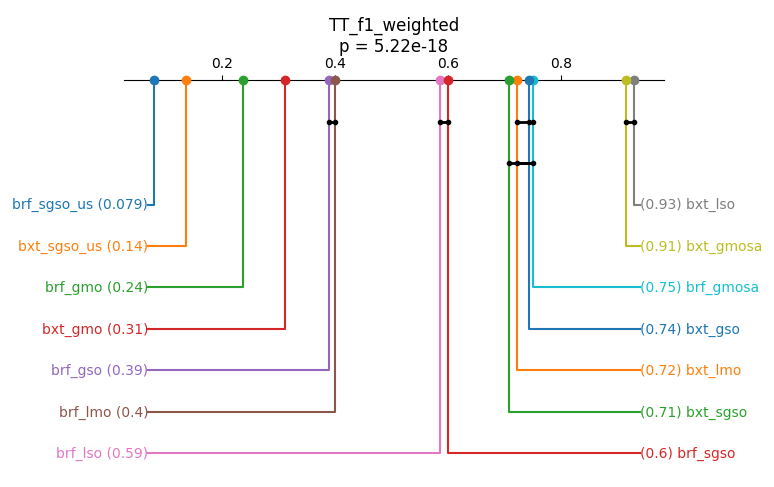 TT_f1_weighted
p = 5.22e-18
0.2 0.4 0.6 0.8
brf_sgso_us (0.079) (0.93) bxt_lso
bxt_sgso_us (0.14) (0.91) bxt_gmosa
brf_gmo (0.24) (0.75) brf_gmosa
bxt_gmo (0.31) (0.74) bxt_gso
brf_gso (0.39) (0.72) bxt_lmo
brf_lmo (0.4) (0.71) bxt_sgso
brf_lso (0.59) (0.6) brf_sgso